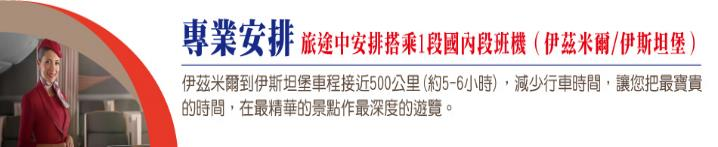 專業安排 旅途中安排搭乘1段國內段班機（伊茲米爾/伊斯坦堡）
伊茲米爾到伊斯坦堡車程接近500公里(約5-6小時)，減少行車時間，讓您把最寶貴
的時間，在最精華的景點作最深度的遊覽。